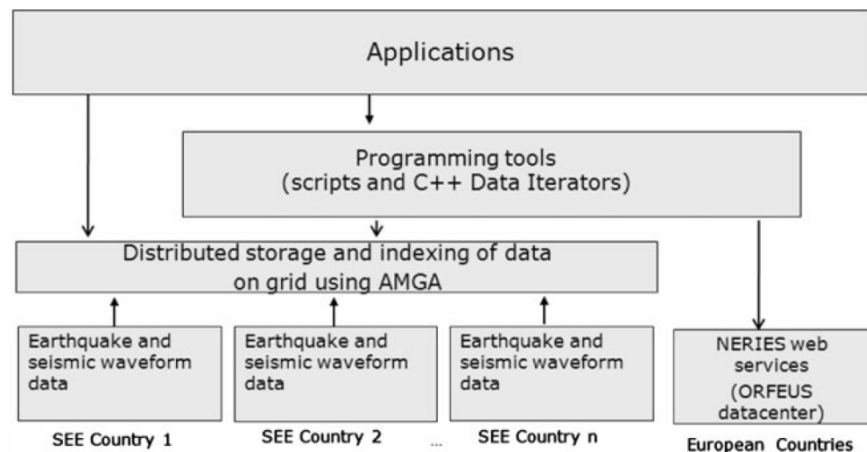 Applications
Programming tools
(scripts and C++ Data Iterators)
Distributed storage and indexing of data
on grid using AMGA
Earthquake and
seismic waveform
data
Earthquake and
seismic waveform
data
Earthquake and
seismic waveform
data
NERIES web
services
(ORFEUS
datacenter)
SEE Country 1
SEE Country 2
...
SEE Country n
European Countries